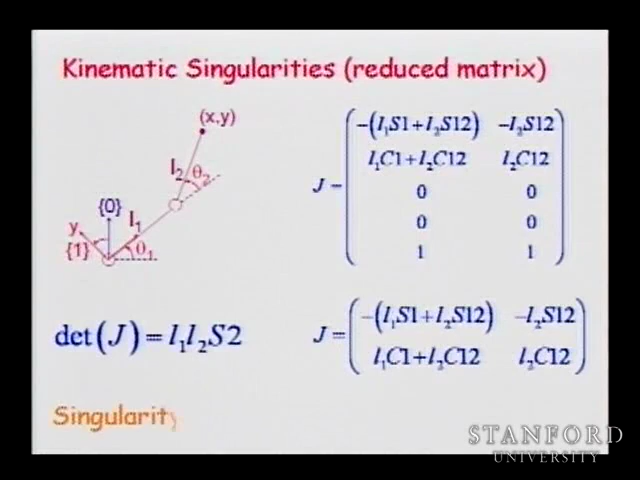 Kinematic Singularities (reduced matrix)
(x,y)
l₂ θ₂
{0}
l₁
y
{1} θ₁
J = ( -(l₁S1 + l₂S12) -l₂S12
l₁C1 + l₂C12 l₂C12
0 0
0 0
1 1 )
det(J) = l₁l₂S2
J = ( -(l₁S1 + l₂S12) -l₂S12
l₁C1 + l₂C12 l₂C12 )
Singularity
STANFORD
UNIVERSITY